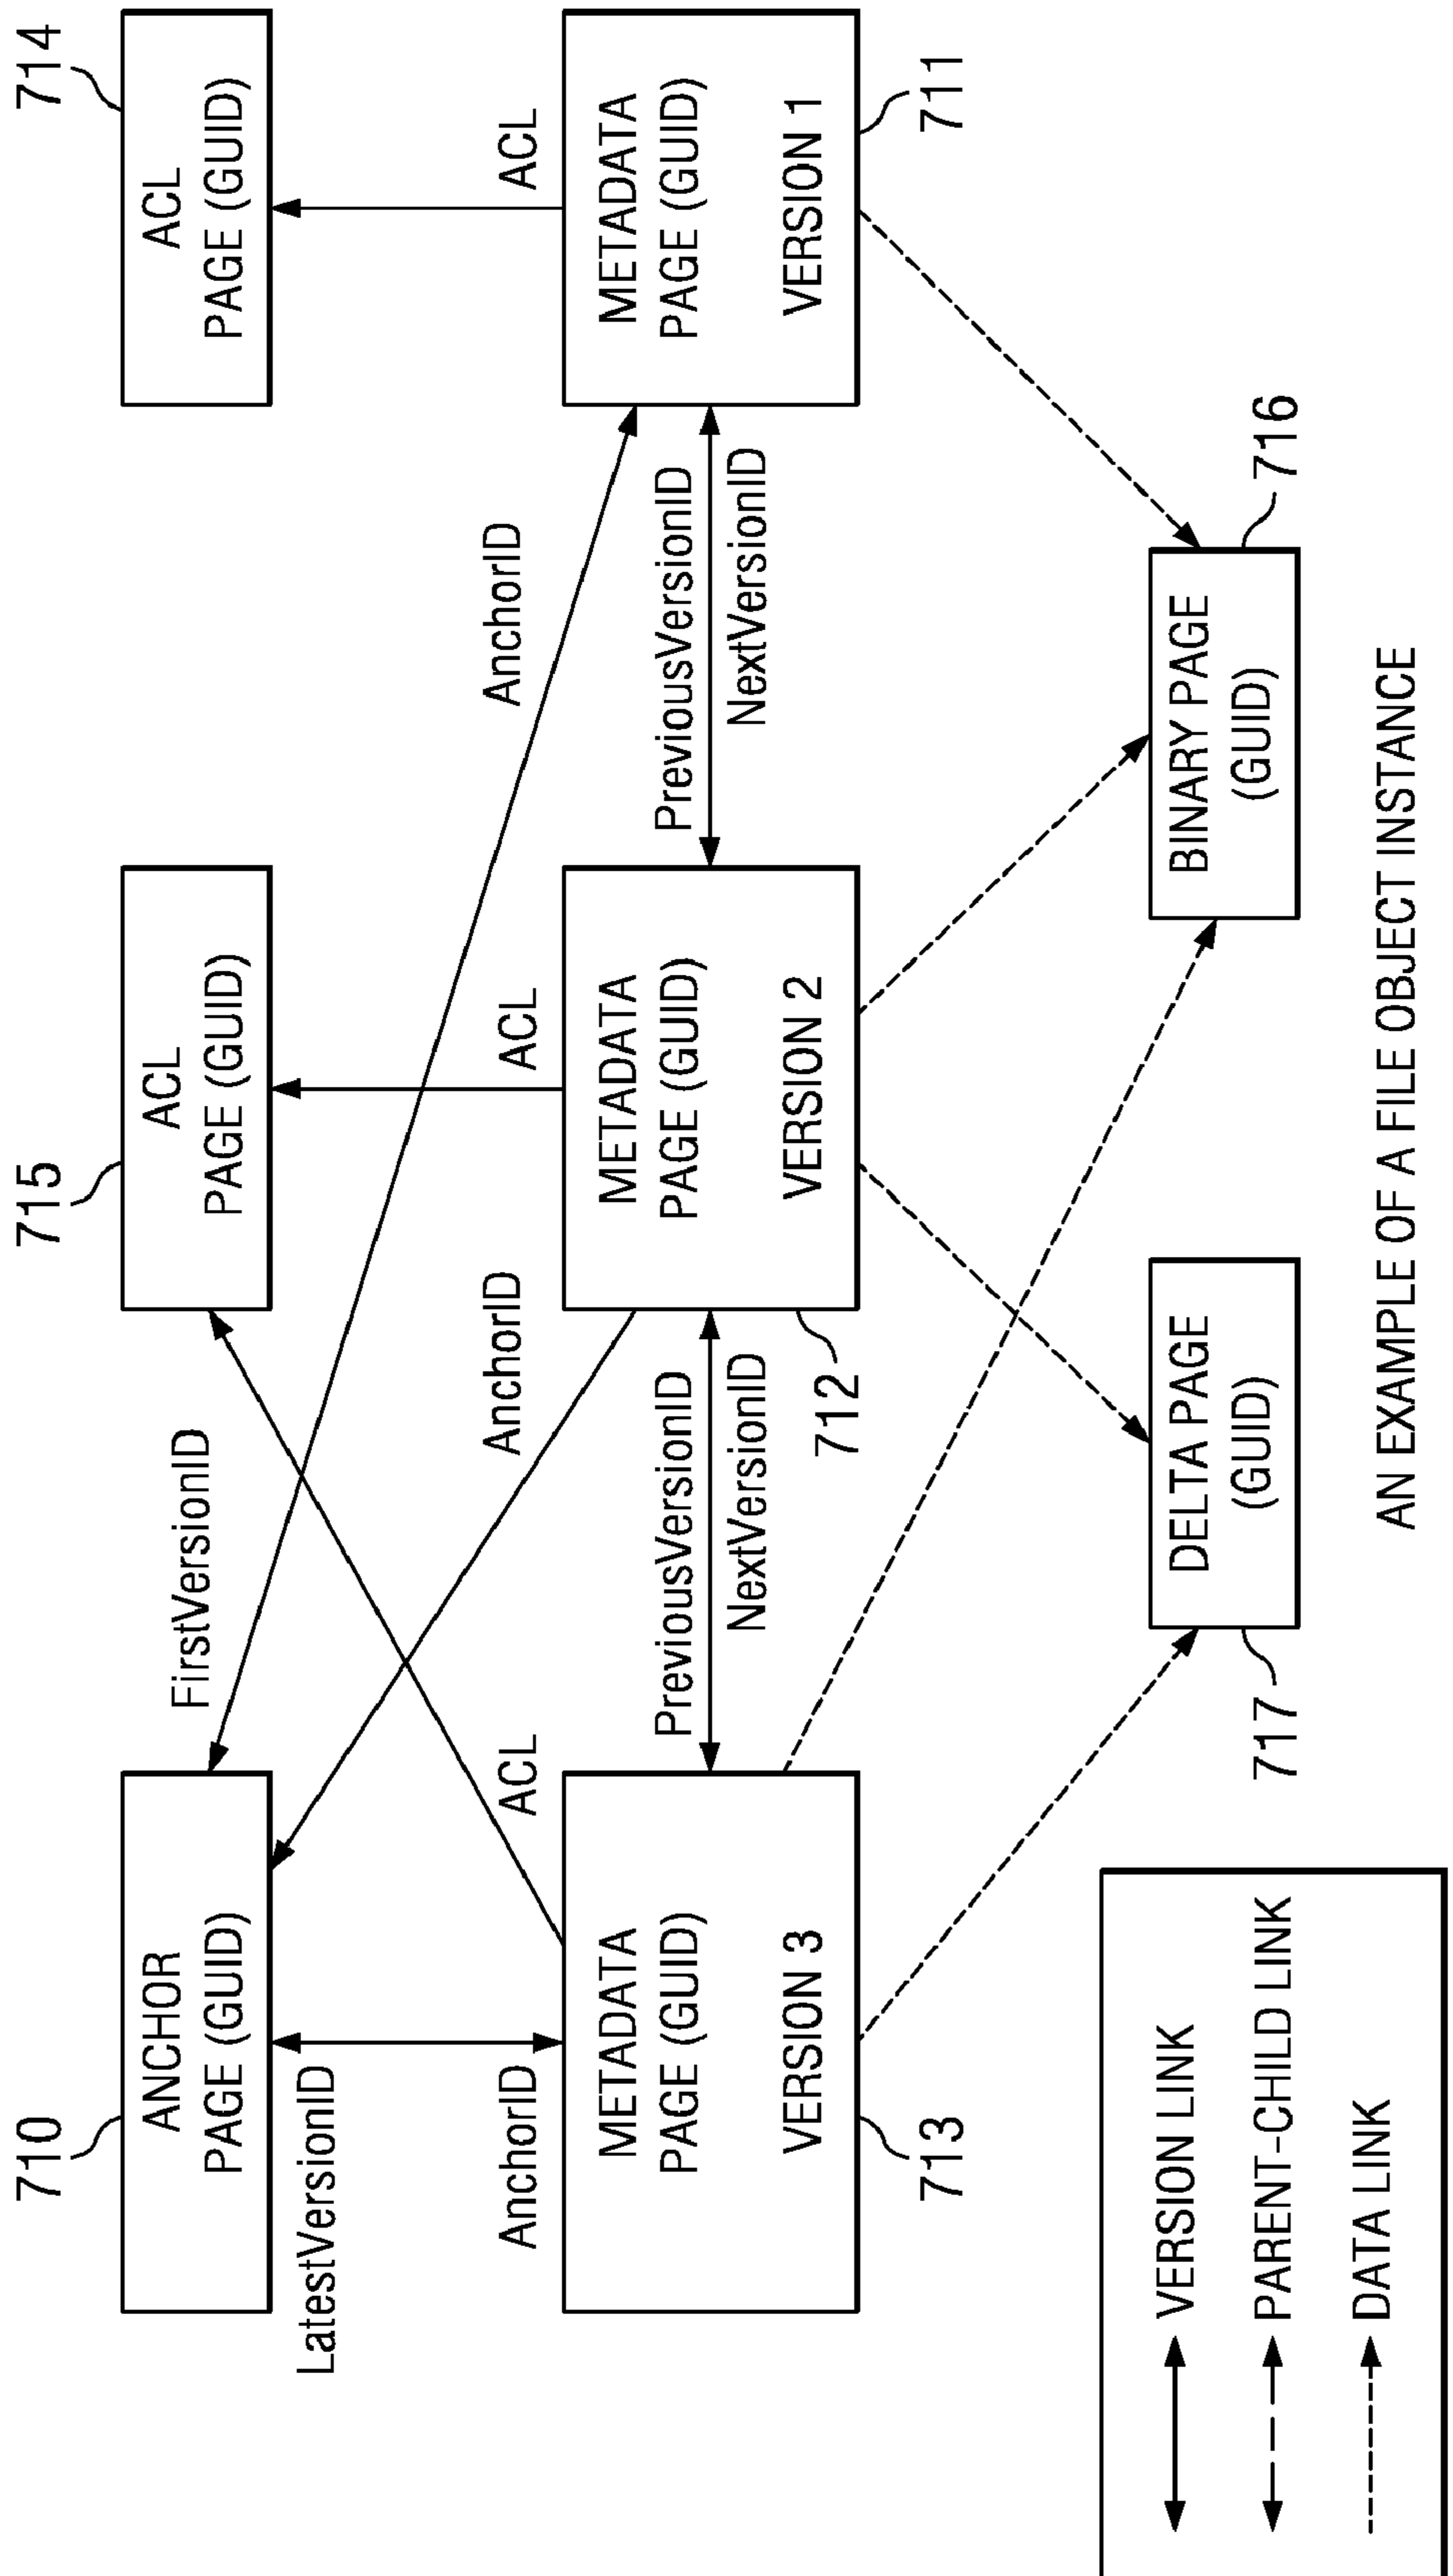 710
715
714
ANCHOR
PAGE (GUID)
ACL
PAGE (GUID)
ACL
PAGE (GUID)
FirstVersionID
LatestVersionID
AnchorID
AnchorID
AnchorID
ACL
ACL
ACL
METADATA
PAGE (GUID)
VERSION 3
PreviousVersionID
NextVersionID
METADATA
PAGE (GUID)
VERSION 2
PreviousVersionID
NextVersionID
METADATA
PAGE (GUID)
VERSION 1
713
712
711
DELTA PAGE
(GUID)
717
BINARY PAGE
(GUID)
716
VERSION LINK
PARENT-CHILD LINK
DATA LINK
AN EXAMPLE OF A FILE OBJECT INSTANCE